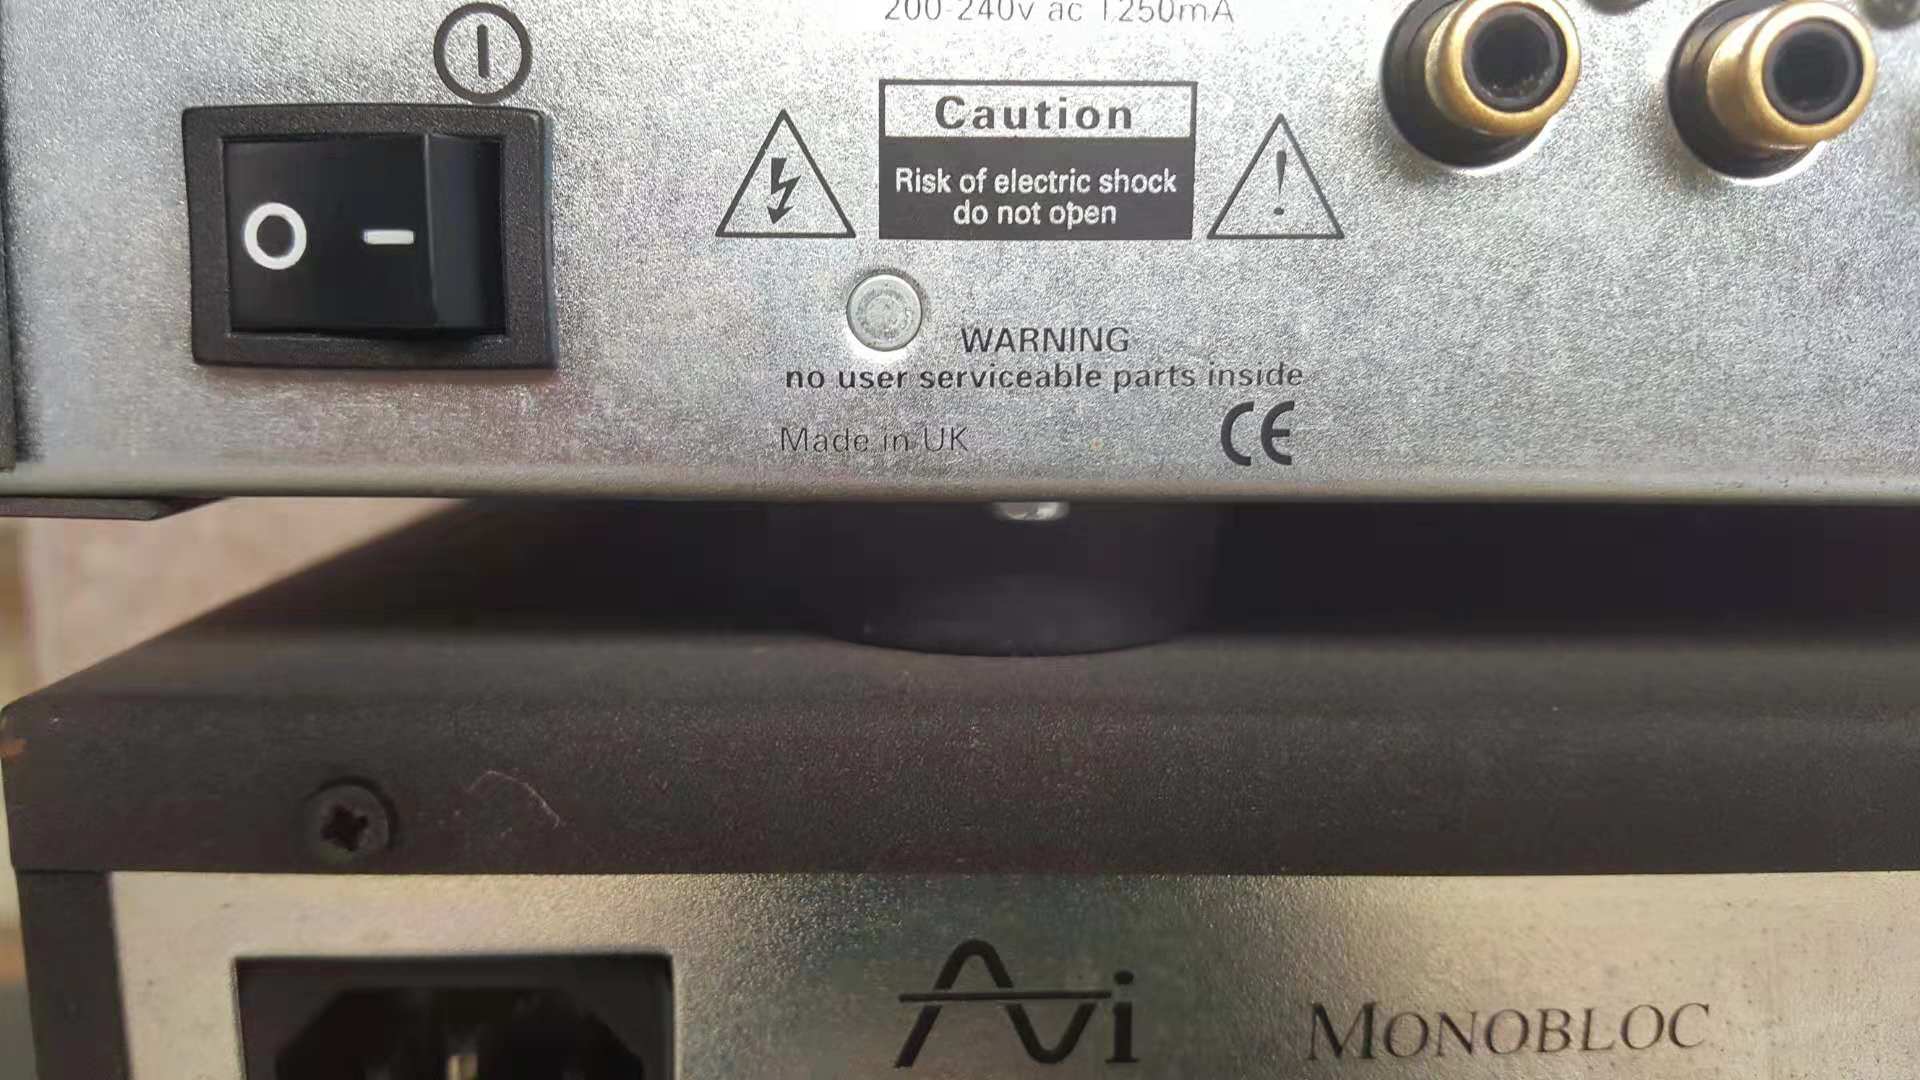 200-240v ac T250mA
Caution
Risk of electric shock
do not open
WARNING
no user serviceable parts inside
Made in UK
CE
AVi
MONOBLOC